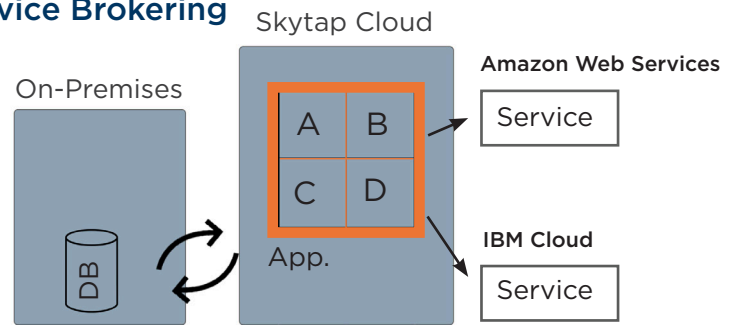 vice Brokering
Skytap Cloud
On-Premises
Amazon Web Services
Service
A
B
C
D
DB
App.
IBM Cloud
Service